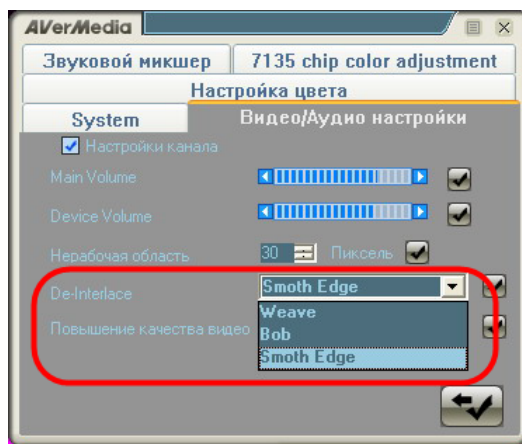 AVerMedia
Звуковой микшер
7135 chip color adjustment
Настройка цвета
System
Видео/Аудио настройки
Настройки канала
Main Volume
Device Volume
Нерабочая область 30 Пиксель
De-Interlace Smoth Edge
Weave
Повышение качества видео Bob
Smoth Edge